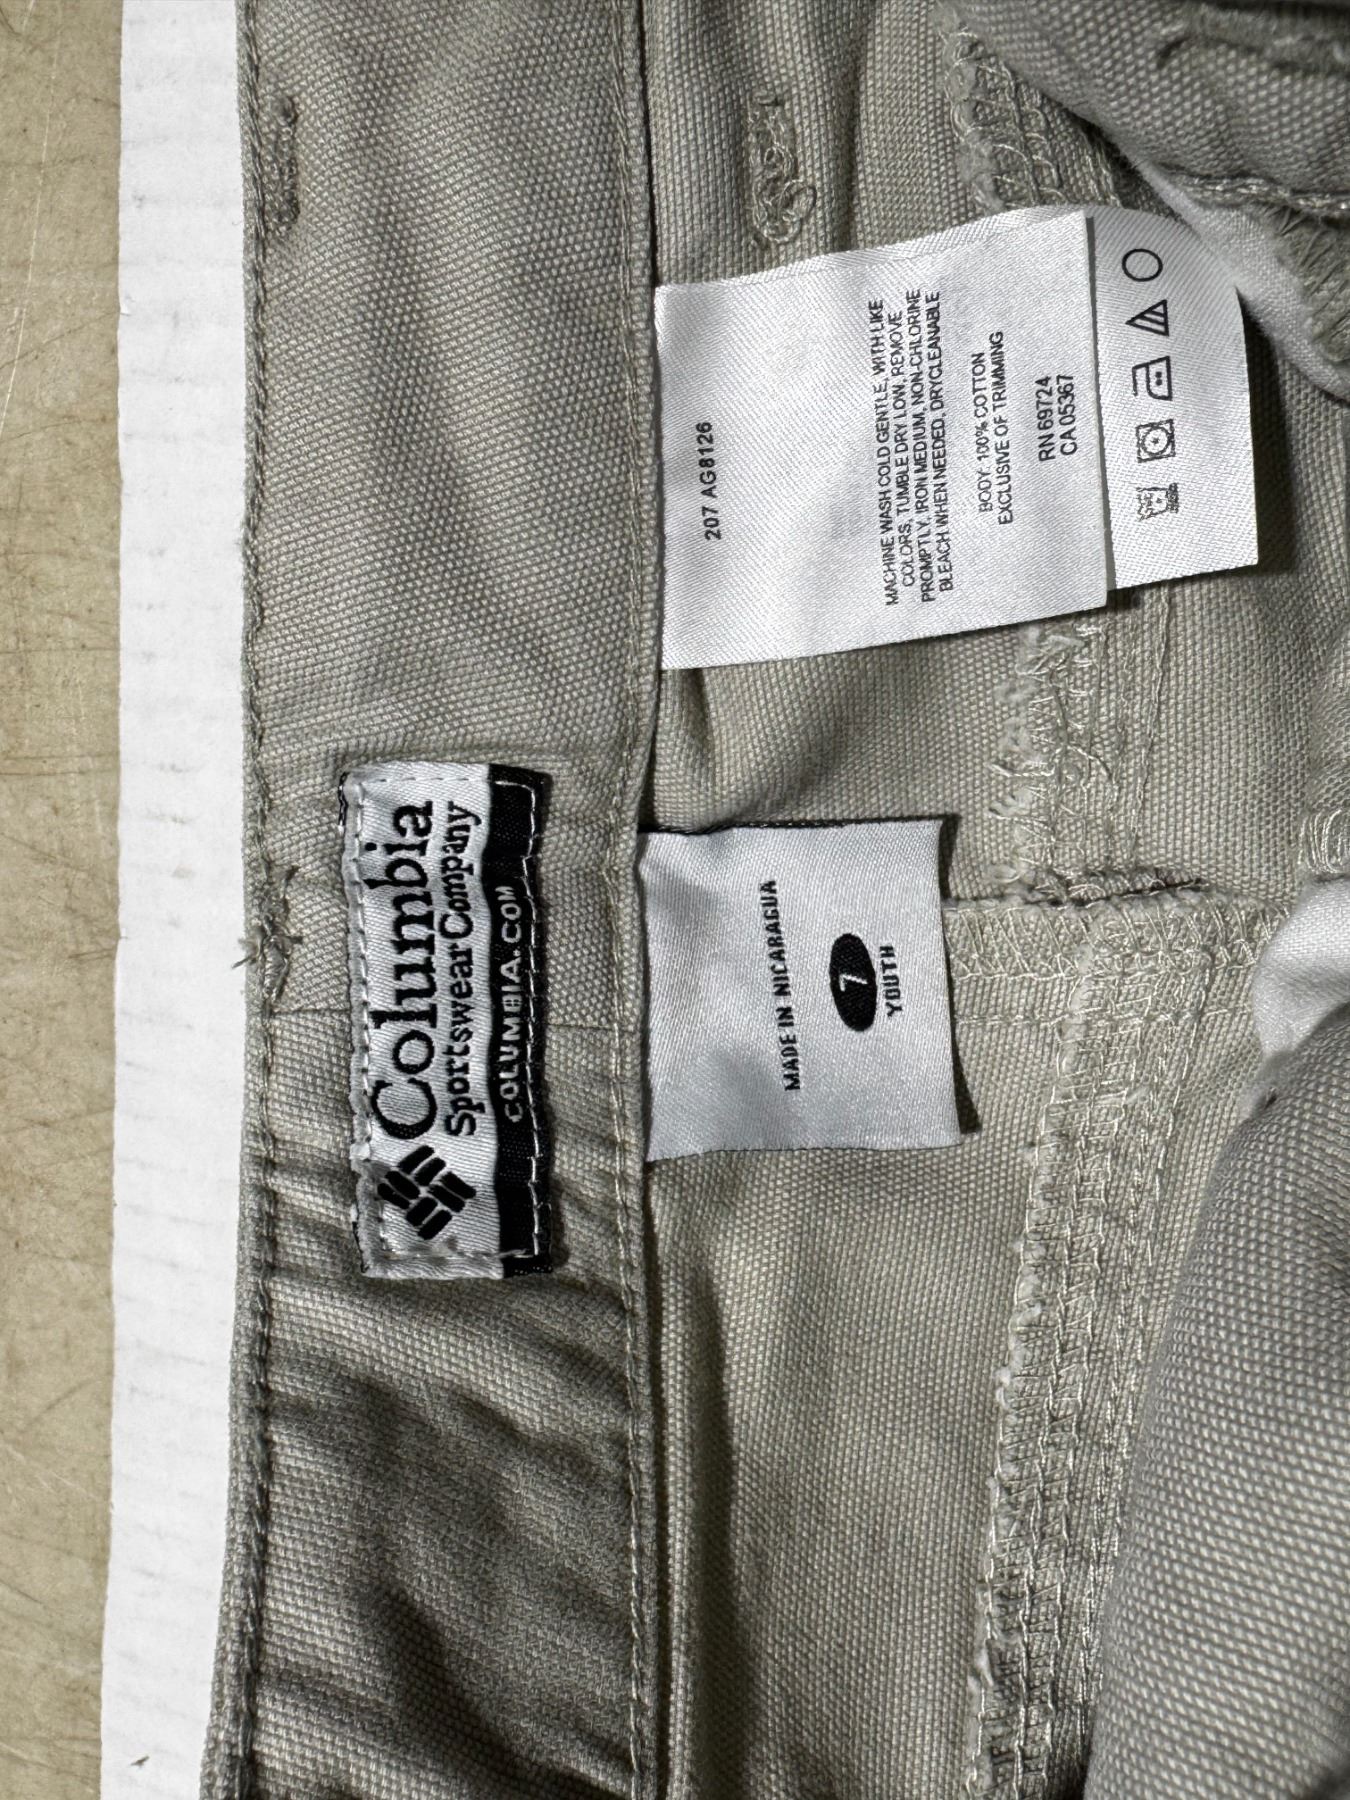 Columbia
Sportswear Company
COLUMBIA.COM
207 AG8126
MACHINE WASH COLD GENTLE, WITH LIKE
COLORS, TUMBLE DRY LOW, REMOVE
PROMPTLY, IRON MEDIUM, NON-CHLORINE
BLEACH WHEN NEEDED, DRYCLEANABLE
BODY: 100% COTTON
EXCLUSIVE OF TRIMMING
RN 69724
CA 05367
MADE IN NICARAGUA
7
YOUTH